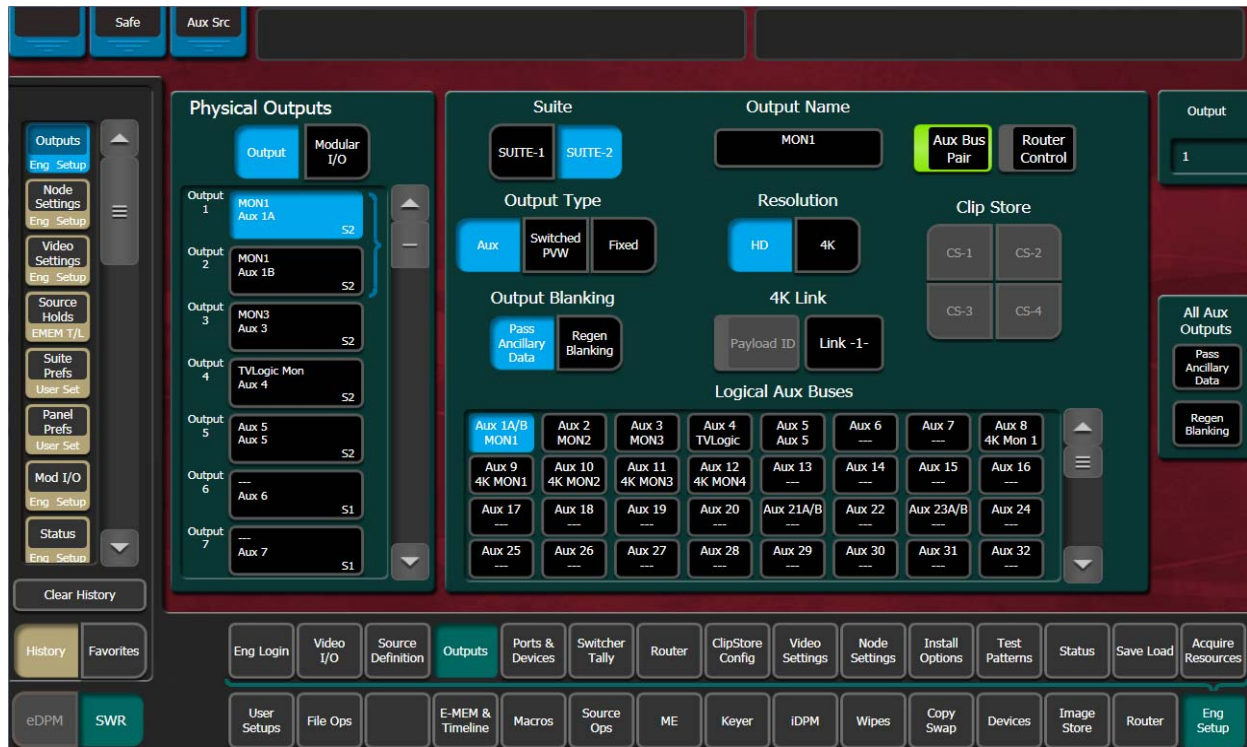 Safe
Aux Src
Outputs
Eng Setup
Node
Settings
Eng Setup
Video
Settings
Eng Setup
Source
Holds
EMEM T/L
Suite
Prefs
User Set
Panel
Prefs
User Set
Mod I/O
Eng Setup
Status
Eng Setup
Clear History
History
Favorites
eDPM
SWR
Physical Outputs
Output
Modular
I/O
Output
1
MON1
Aux 1A
S2
Output
2
MON1
Aux 1B
S2
Output
3
MON3
Aux 3
S2
Output
4
TVLogic Mon
Aux 4
S2
Output
5
Aux 5
Aux 5
S2
Output
6
---
Aux 6
S1
Output
7
---
Aux 7
S1
Suite
SUITE-1
SUITE-2
Output Name
MON1
Aux Bus
Pair
Router
Control
Output Type
Aux
Switched
PVW
Fixed
Resolution
HD
4K
Clip Store
CS-1
CS-2
CS-3
CS-4
Output Blanking
Pass
Ancillary
Data
Regen
Blanking
4K Link
Payload ID
Link -1-
Logical Aux Buses
Aux 1A/B
MON1
Aux 2
MON2
Aux 3
MON3
Aux 4
TVLogic
Aux 5
Aux 5
Aux 6
---
Aux 7
---
Aux 8
4K Mon 1
Aux 9
4K MON1
Aux 10
4K MON2
Aux 11
4K MON3
Aux 12
4K MON4
Aux 13
---
Aux 14
---
Aux 15
---
Aux 16
---
Aux 17
---
Aux 18
---
Aux 19
---
Aux 20
---
Aux 21A/B
---
Aux 22
---
Aux 23A/B
---
Aux 24
---
Aux 25
---
Aux 26
---
Aux 27
---
Aux 28
---
Aux 29
---
Aux 30
---
Aux 31
---
Aux 32
---
Output
1
All Aux
Outputs
Pass
Ancillary
Data
Regen
Blanking
Eng Login
Video
I/O
Source
Definition
Outputs
Ports &
Devices
Switcher
Tally
Router
ClipStore
Config
Video
Settings
Node
Settings
Install
Options
Test
Patterns
Status
Save Load
Acquire
Resources
User
Setups
File Ops
E-MEM &
Timeline
Macros
Source
Ops
ME
Keyer
iDPM
Wipes
Copy
Swap
Devices
Image
Store
Router
Eng
Setup